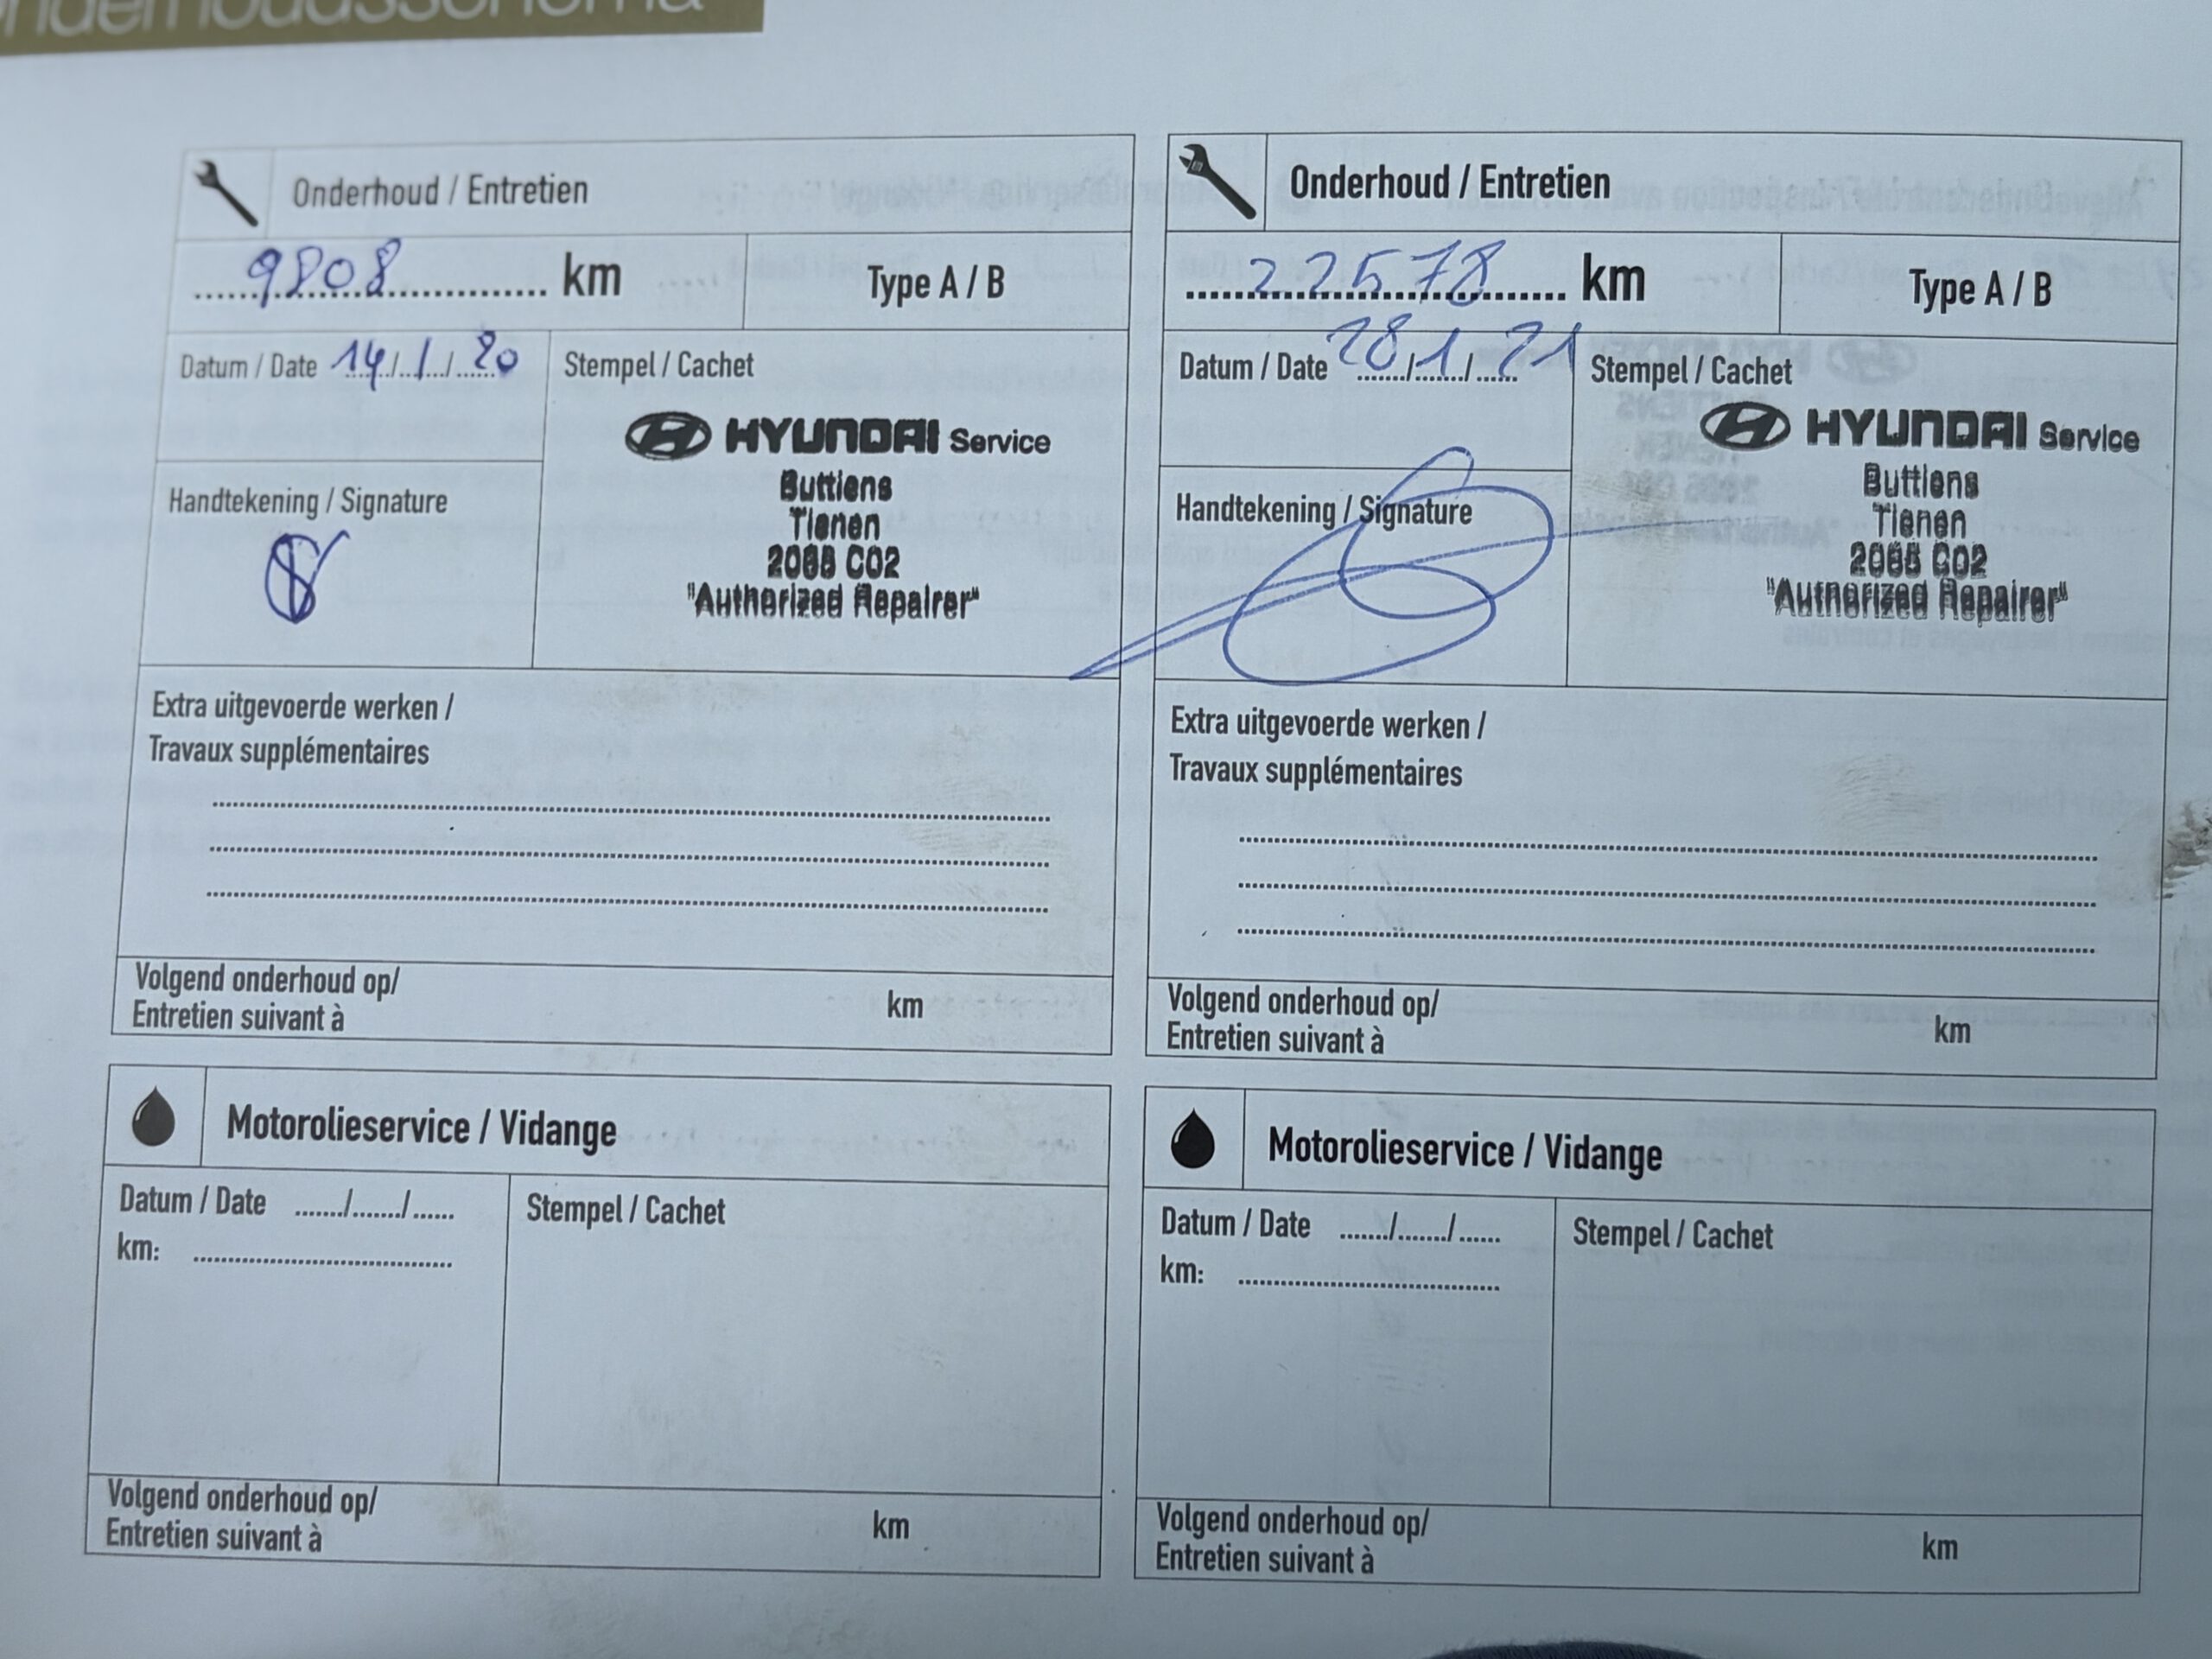 Onderhoud / Entretien
9808 km
Type A / B
Datum / Date 14/1/20
Stempel / Cachet
HYUNDAI Service
Buttiens
Tienen
C02
"Authorized Repairer"
Handtekening / Signature
Extra uitgevoerde werken /
Travaux supplémentaires
Volgend onderhoud op/
Entretien suivant à
km
Motorolieservice / Vidange
Datum / Date ......./......./......
Stempel / Cachet
km:
Volgend onderhoud op/
Entretien suivant à
km
Onderhoud / Entretien
22578 km
Type A / B
Datum / Date 28/1/21
Stempel / Cachet
HYUNDAI Service
Buttiens
Tienen
C02
"Authorized Repairer"
Handtekening / Signature
Extra uitgevoerde werken /
Travaux supplémentaires
Volgend onderhoud op/
Entretien suivant à
km
Motorolieservice / Vidange
Datum / Date ......./......./......
Stempel / Cachet
km:
Volgend onderhoud op/
Entretien suivant à
km